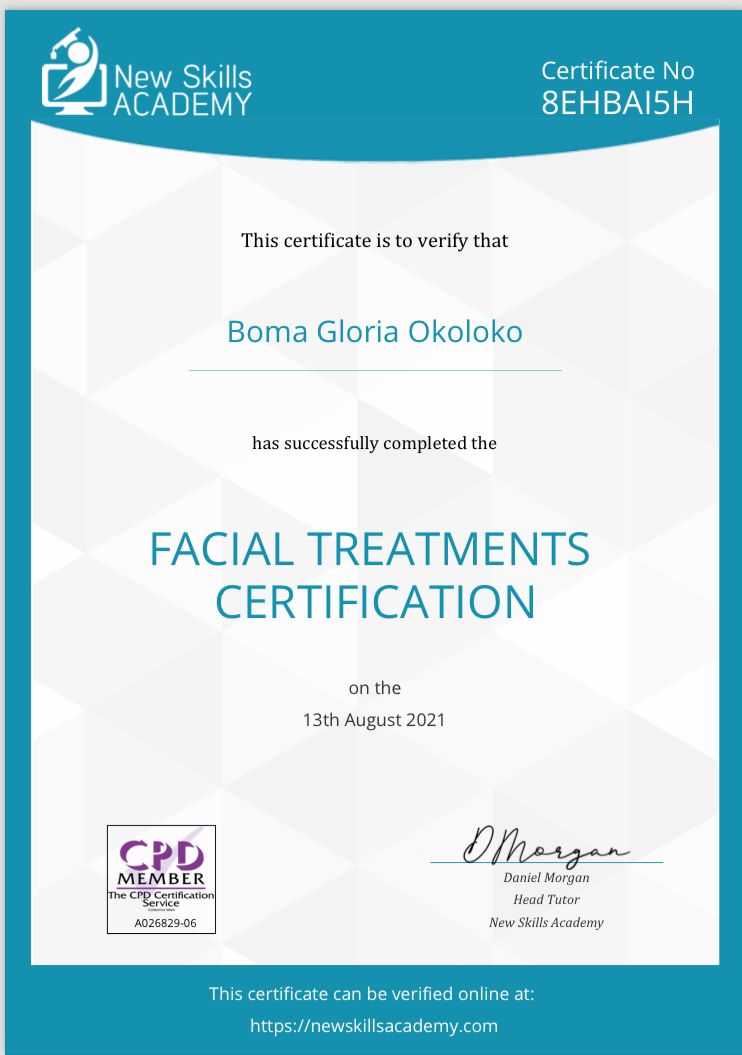 New Skills
ACADEMY
Certificate No
8EHBAI5H
This certificate is to verify that
Boma Gloria Okoloko
has successfully completed the
FACIAL TREATMENTS
CERTIFICATION
on the
13th August 2021
CPD
MEMBER
The CPD Certification
Service
A026829-06
DMorgan
Daniel Morgan
Head Tutor
New Skills Academy
This certificate can be verified online at:
https://newskillsacademy.com